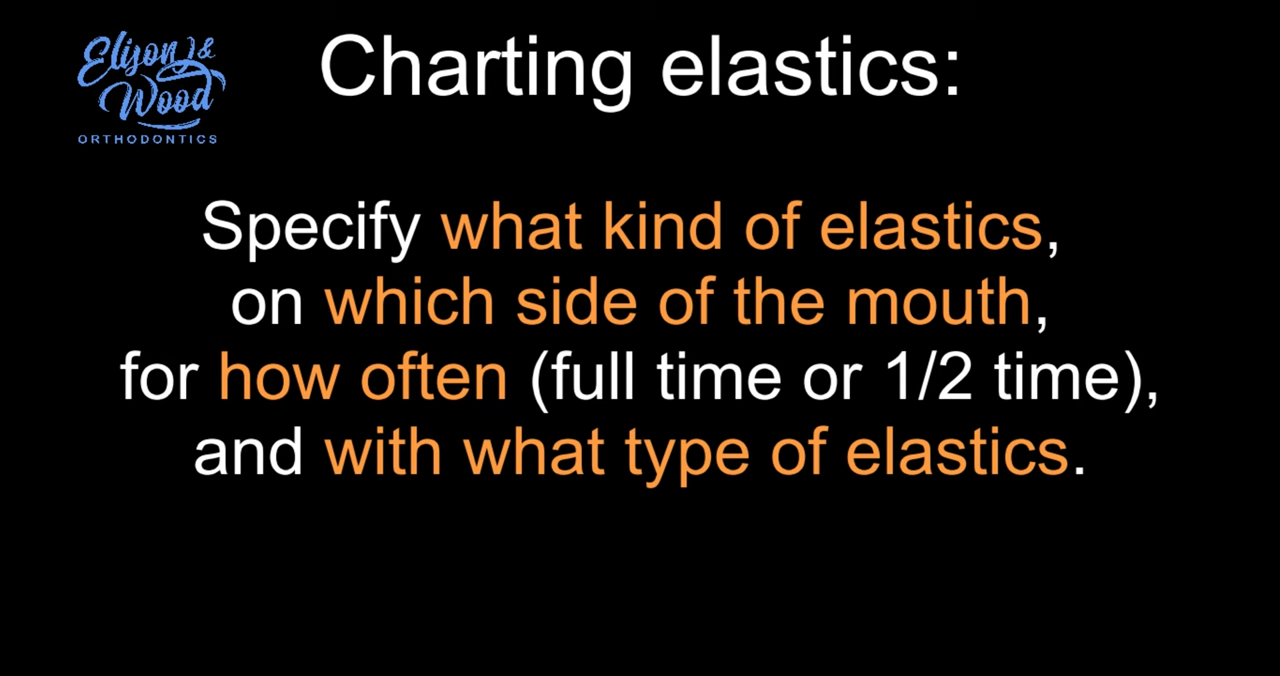 Elison &
Wood
ORTHODONTICS
Charting elastics:
Specify what kind of elastics,
on which side of the mouth,
for how often (full time or 1/2 time),
and with what type of elastics.